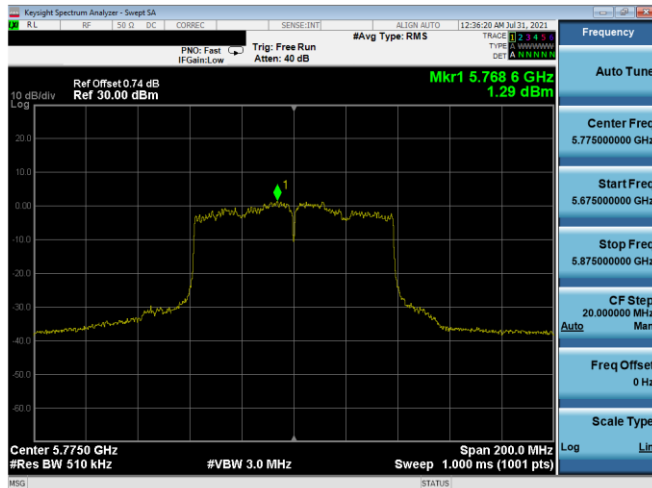 Keysight Spectrum Analyzer - Swept SA
RL RF 50 Ω DC CORREC SENSE:INT ALIGN AUTO 12:36:20 AM Jul 31, 2021
#Avg Type: RMS
TRACE 1 2 3 4 5 6
PNO: Fast Trig: Free Run
TYPE A WWWWW
IFGain:Low Atten: 40 dB
DET A N N N N N
Mkr1 5.768 6 GHz
1.29 dBm
Ref Offset 0.74 dB
10 dB/div Ref 30.00 dBm
Log
20.0
1
0.00
-10.0
-20.0
-30.0
-40.0
-50.0
-60.0
Center 5.7750 GHz Span 200.0 MHz
#Res BW 510 kHz #VBW 3.0 MHz Sweep 1.000 ms (1001 pts)
MSG STATUS
Frequency
Auto Tune
Center Freq
5.775000000 GHz
Start Freq
5.675000000 GHz
Stop Freq
5.875000000 GHz
CF Step
20.000000 MHz
Auto Man
Freq Offset
0 Hz
Scale Type
Log Lin